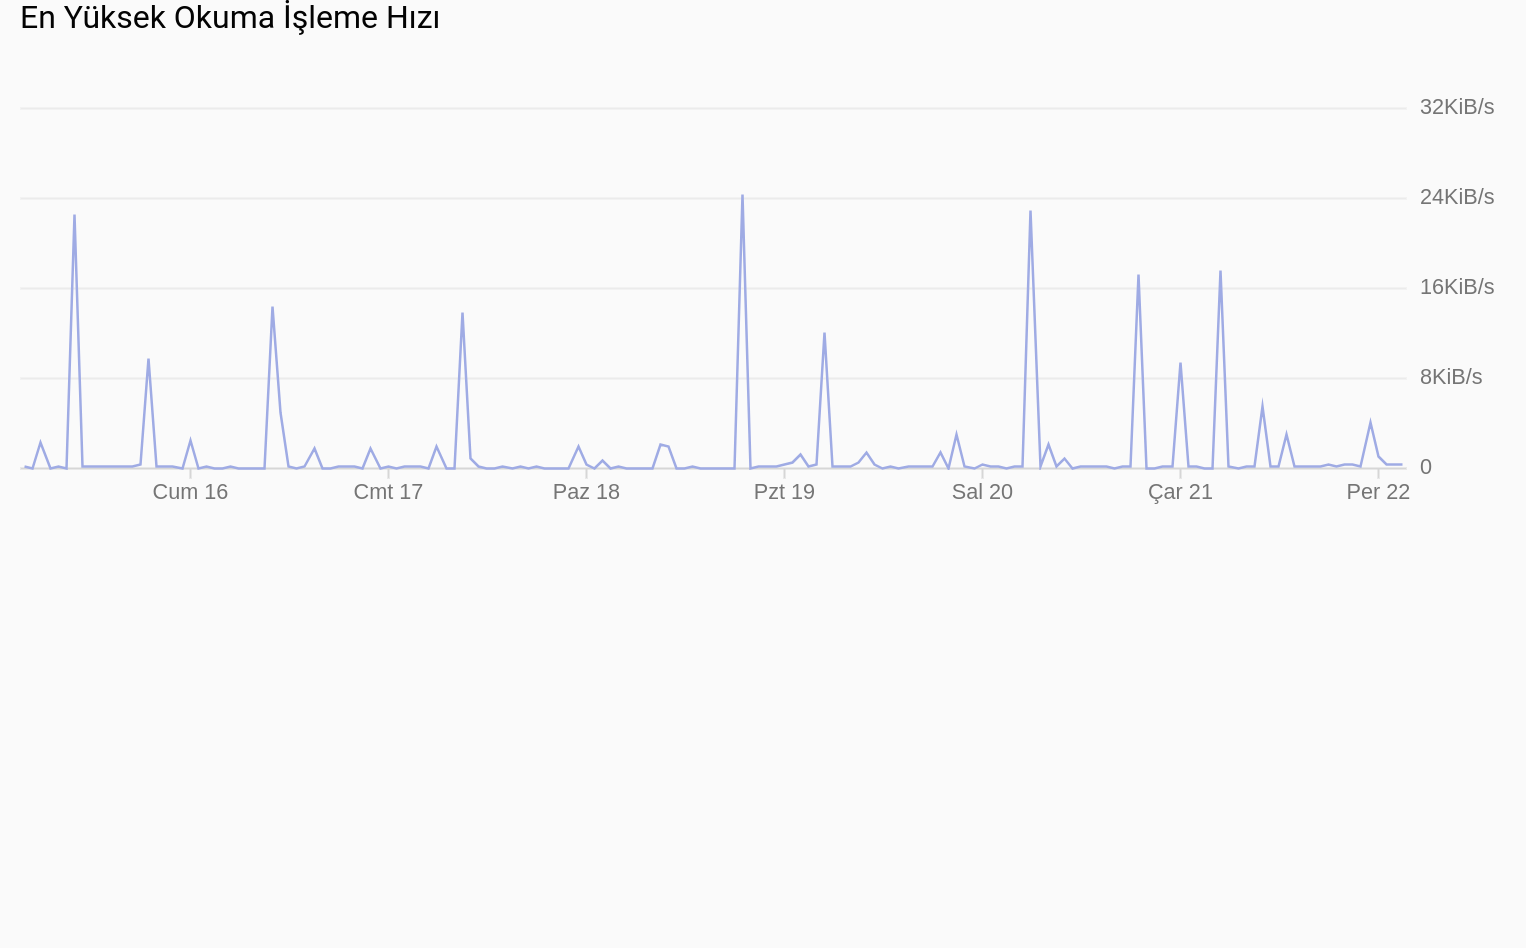 En Yüksek Okuma İşleme Hızı
32KiB/s
24KiB/s
16KiB/s
8KiB/s
0
Cum 16 Cmt 17 Paz 18 Pzt 19 Sal 20 Çar 21 Per 22